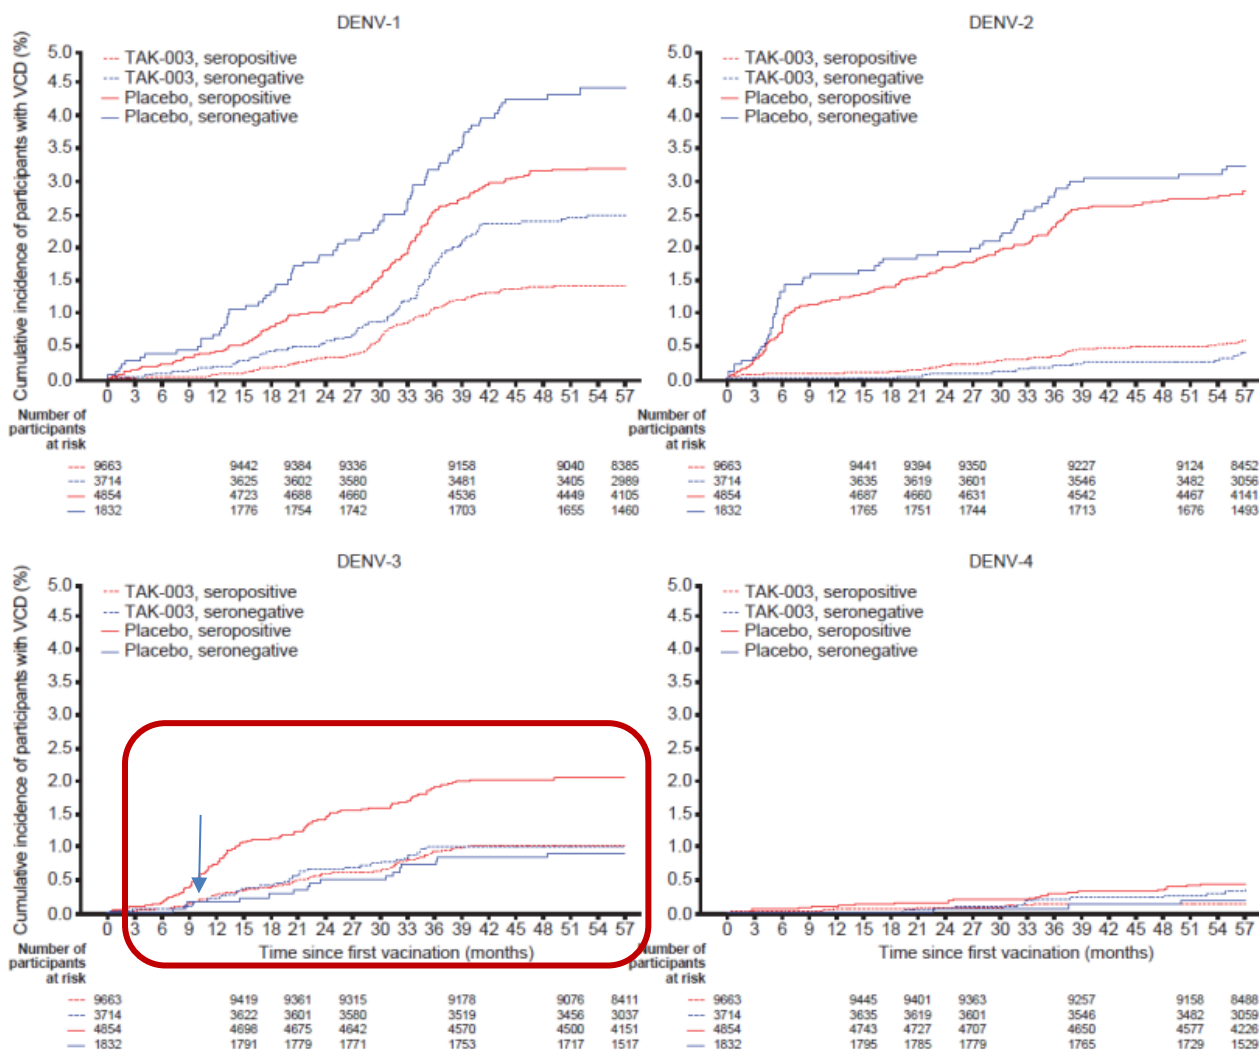 DENV-1
Cumulative incidence of participants with VCD (%)
5.0
4.5
4.0
3.5
3.0
2.5
2.0
1.5
1.0
0.5
0.0
TAK-003, seropositive
TAK-003, seronegative
Placebo, seropositive
Placebo, seronegative
0 3 6 9 12 15 18 21 24 27 30 33 36 39 42 45 48 51 54 57
Number of
participants
at risk
9663 9442 9384 9336 9158 9040 8385
3714 3625 3602 3580 3481 3405 2989
4854 4723 4688 4660 4536 4449 4105
1832 1776 1754 1742 1703 1655 1460
DENV-2
5.0
4.5
4.0
3.5
3.0
2.5
2.0
1.5
1.0
0.5
0.0
TAK-003, seropositive
TAK-003, seronegative
Placebo, seropositive
Placebo, seronegative
0 3 6 9 12 15 18 21 24 27 30 33 36 39 42 45 48 51 54 57
Number of
participants
at risk
9663 9441 9394 9350 9227 9124 8452
3714 3635 3619 3601 3546 3482 3056
4854 4687 4660 4631 4542 4467 4141
1832 1765 1751 1744 1713 1676 1493
DENV-3
Cumulative incidence of participants with VCD (%)
5.0
4.5
4.0
3.5
3.0
2.5
2.0
1.5
1.0
0.5
0.0
TAK-003, seropositive
TAK-003, seronegative
Placebo, seropositive
Placebo, seronegative
0 3 6 9 12 15 18 21 24 27 30 33 36 39 42 45 48 51 54 57
Time since first vacination (months)
Number of
participants
at risk
9663 9419 9361 9315 9178 9076 8411
3714 3622 3601 3580 3519 3456 3037
4854 4698 4675 4642 4570 4500 4151
1832 1791 1779 1771 1753 1717 1517
DENV-4
5.0
4.5
4.0
3.5
3.0
2.5
2.0
1.5
1.0
0.5
0.0
TAK-003, seropositive
TAK-003, seronegative
Placebo, seropositive
Placebo, seronegative
0 3 6 9 12 15 18 21 24 27 30 33 36 39 42 45 48 51 54 57
Time since first vacination (months)
Number of
participants
at risk
9663 9445 9401 9363 9257 9158 8488
3714 3635 3619 3601 3546 3482 3059
4854 4743 4727 4707 4650 4577 4226
1832 1795 1785 1779 1765 1729 1529